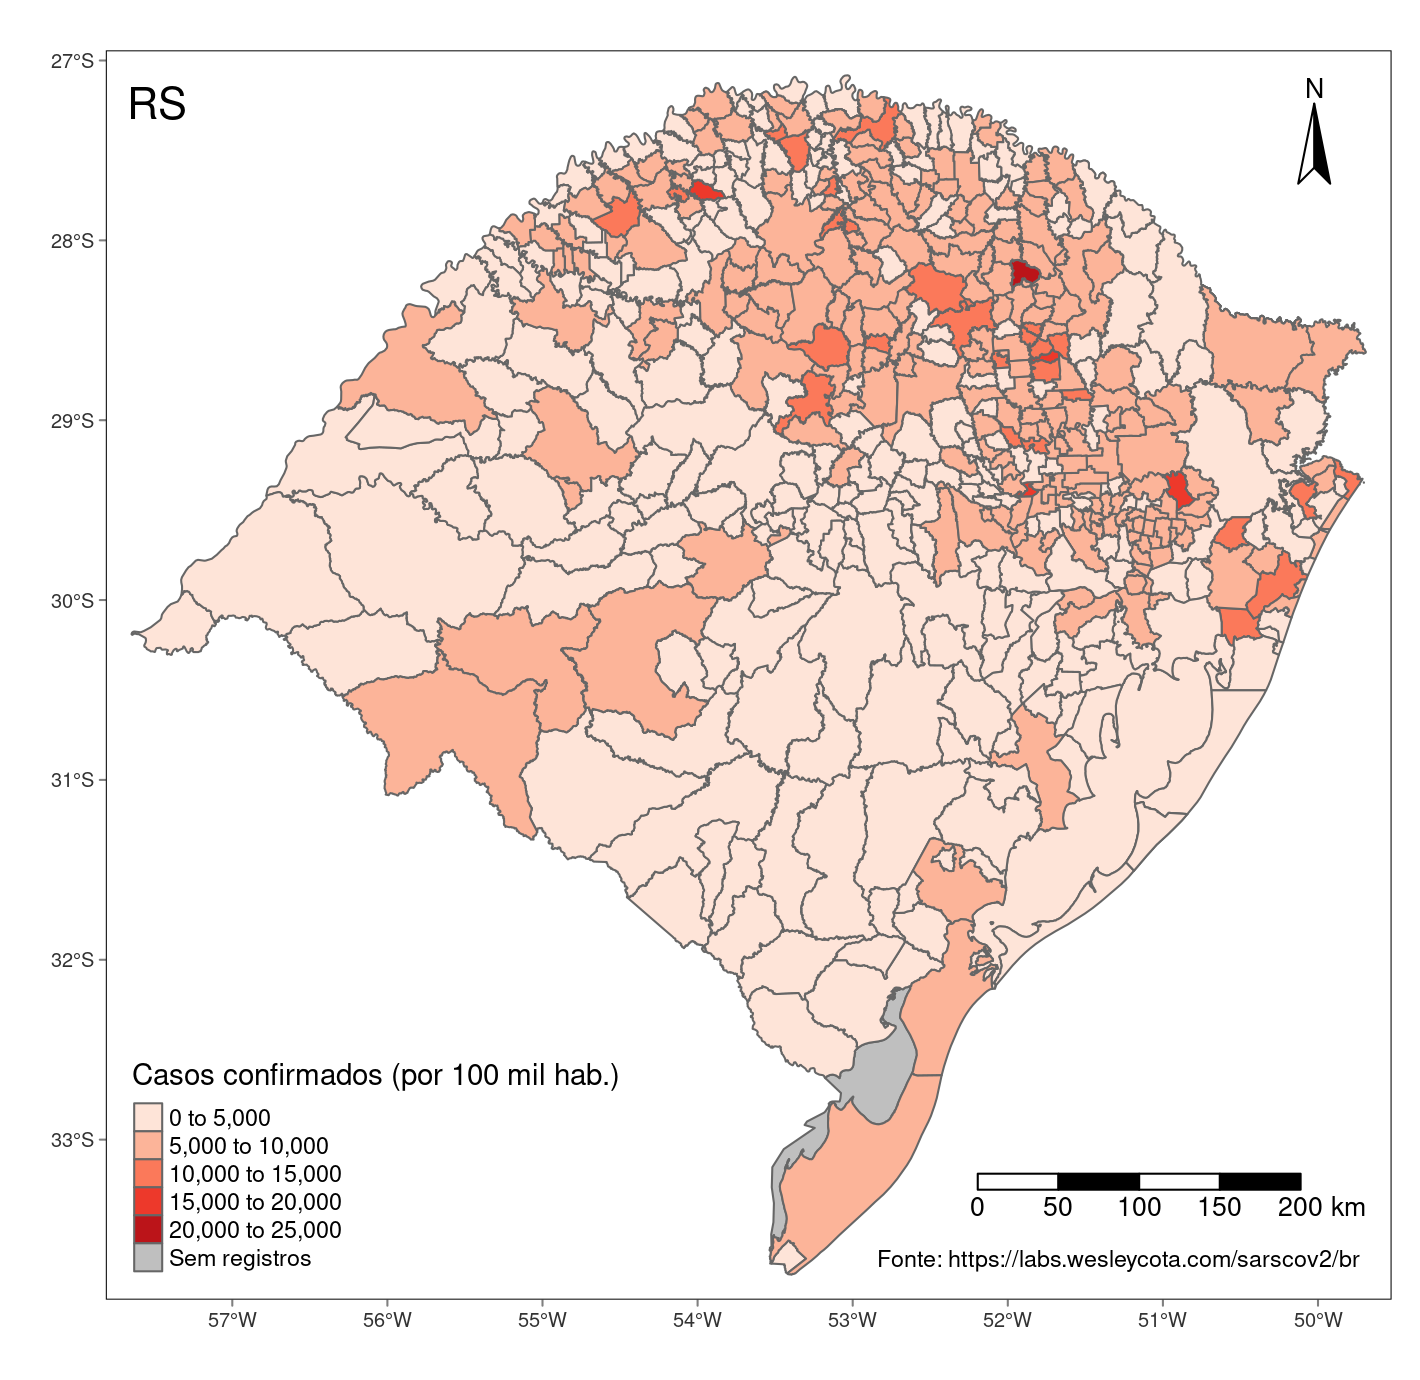 RS
N
27°S
28°S
29°S
30°S
31°S
32°S
33°S
Casos confirmados (por 100 mil hab.)
0 to 5,000
5,000 to 10,000
10,000 to 15,000
15,000 to 20,000
20,000 to 25,000
Sem registros
0 50 100 150 200 km
Fonte: https://labs.wesleycota.com/sarscov2/br
57°W 56°W 55°W 54°W 53°W 52°W 51°W 50°W